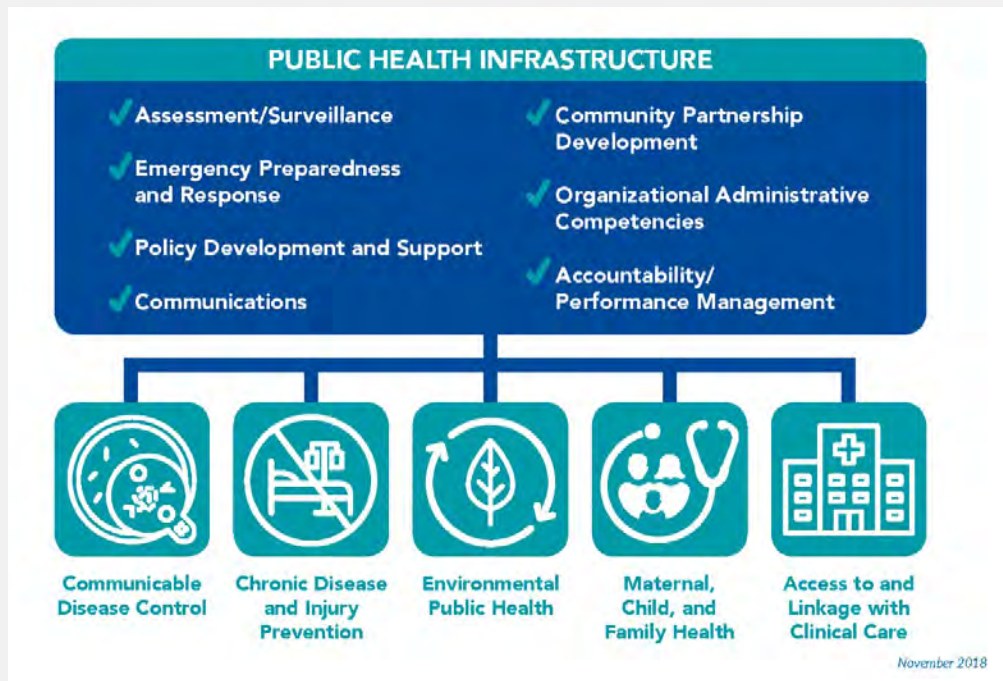 PUBLIC HEALTH INFRASTRUCTURE
Assessment/Surveillance
Emergency Preparedness
and Response
Policy Development and Support
Communications
Community Partnership
Development
Organizational Administrative
Competencies
Accountability/
Performance Management
Communicable
Disease Control
Chronic Disease
and Injury
Prevention
Environmental
Public Health
Maternal,
Child, and
Family Health
Access to and
Linkage with
Clinical Care
November 2018